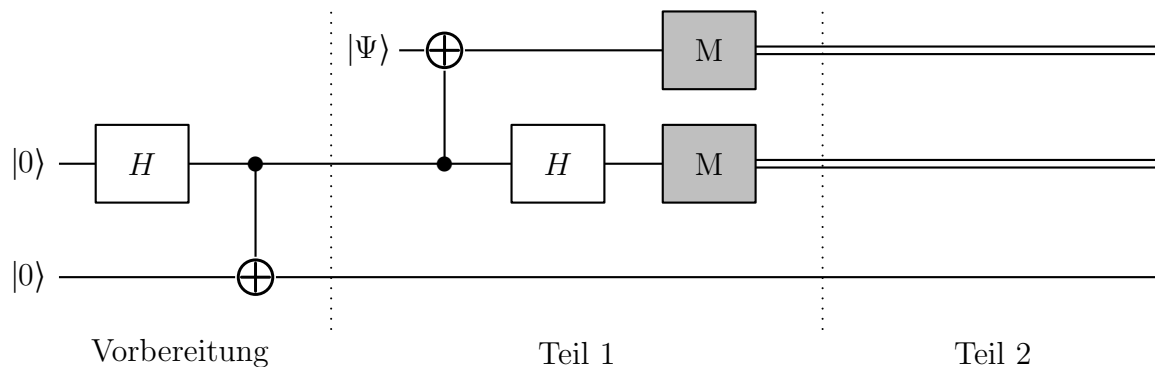 |Ψ⟩ M
|0⟩ H H M
|0⟩
Vorbereitung Teil 1 Teil 2